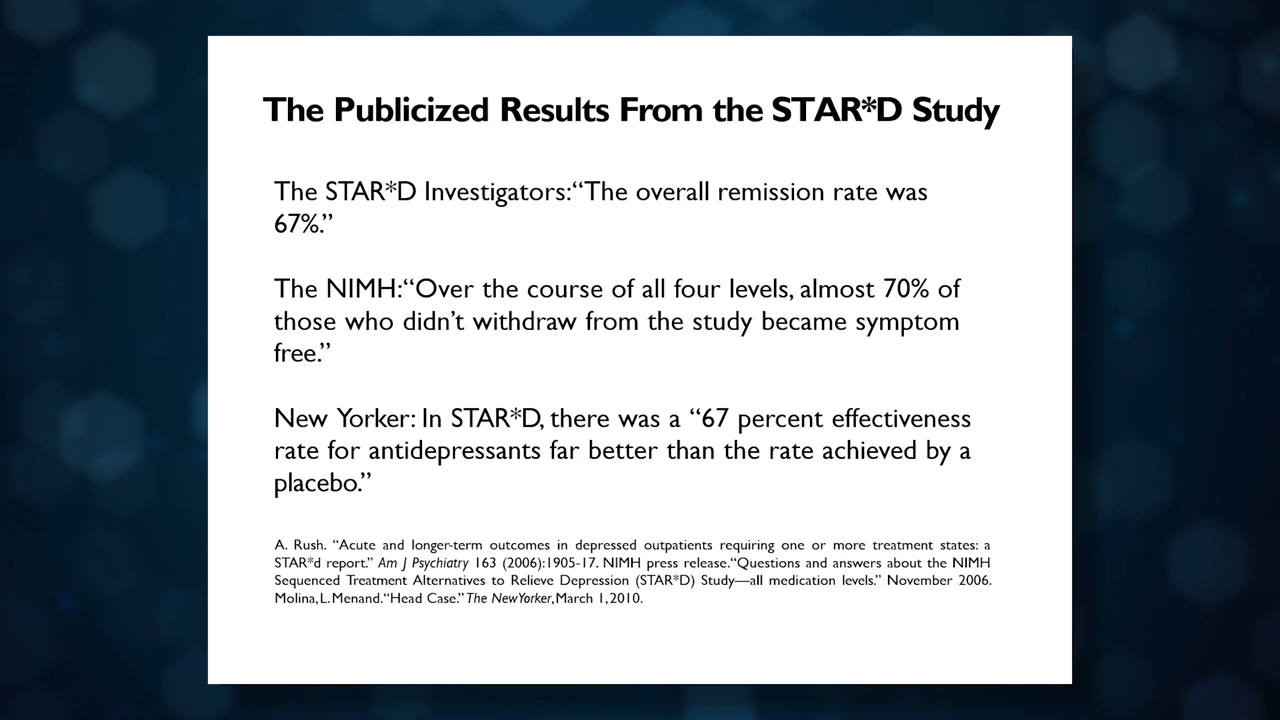 The Publicized Results From the STAR*D Study
The STAR*D Investigators:“The overall remission rate was
67%.”
The NIMH:“Over the course of all four levels, almost 70% of
those who didn’t withdraw from the study became symptom
free.”
New Yorker: In STAR*D, there was a “67 percent effectiveness
rate for antidepressants far better than the rate achieved by a
placebo.”
A. Rush. “Acute and longer-term outcomes in depressed outpatients requiring one or more treatment states: a
STAR*d report.” Am J Psychiatry 163 (2006):1905-17. NIMH press release.“Questions and answers about the NIMH
Sequenced Treatment Alternatives to Relieve Depression (STAR*D) Study—all medication levels.” November 2006.
Molina, L. Menand.“Head Case.” The NewYorker, March 1, 2010.